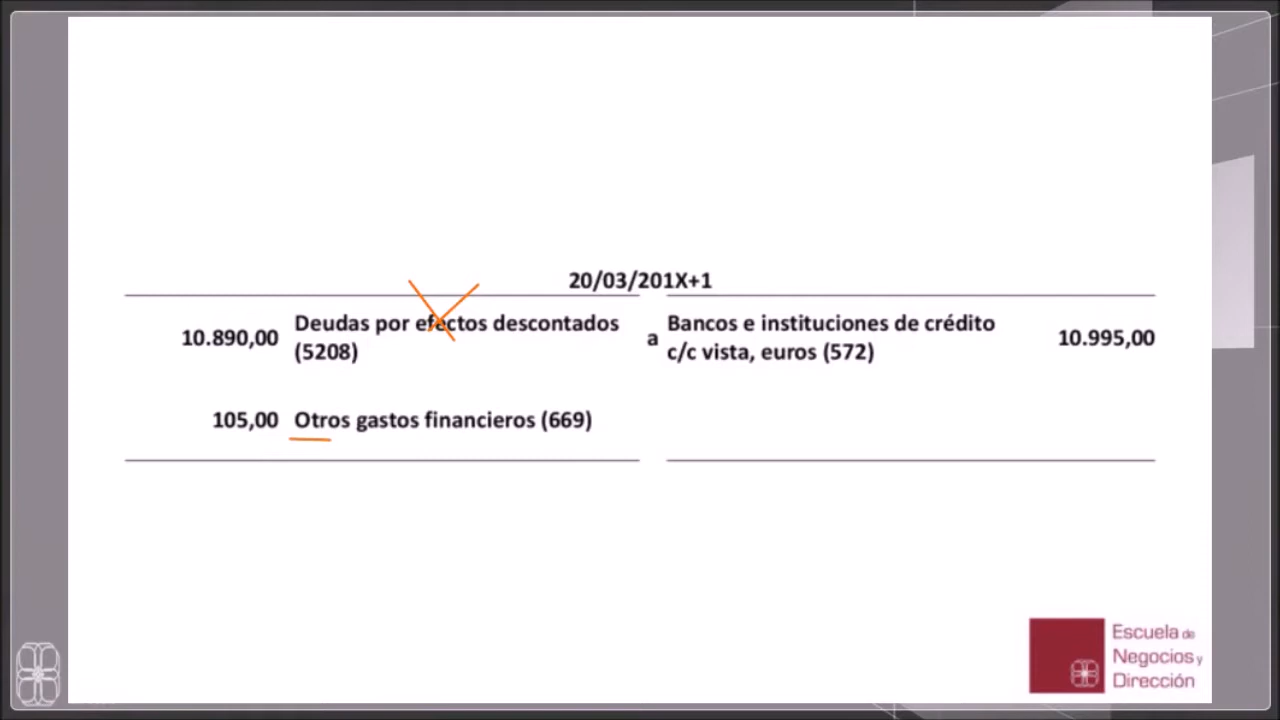 20/03/201X+1
10.890,00 Deudas por efectos descontados (5208) a Bancos e instituciones de crédito c/c vista, euros (572) 10.995,00
105,00 Otros gastos financieros (669)
Escuela de
Negocios y
Dirección